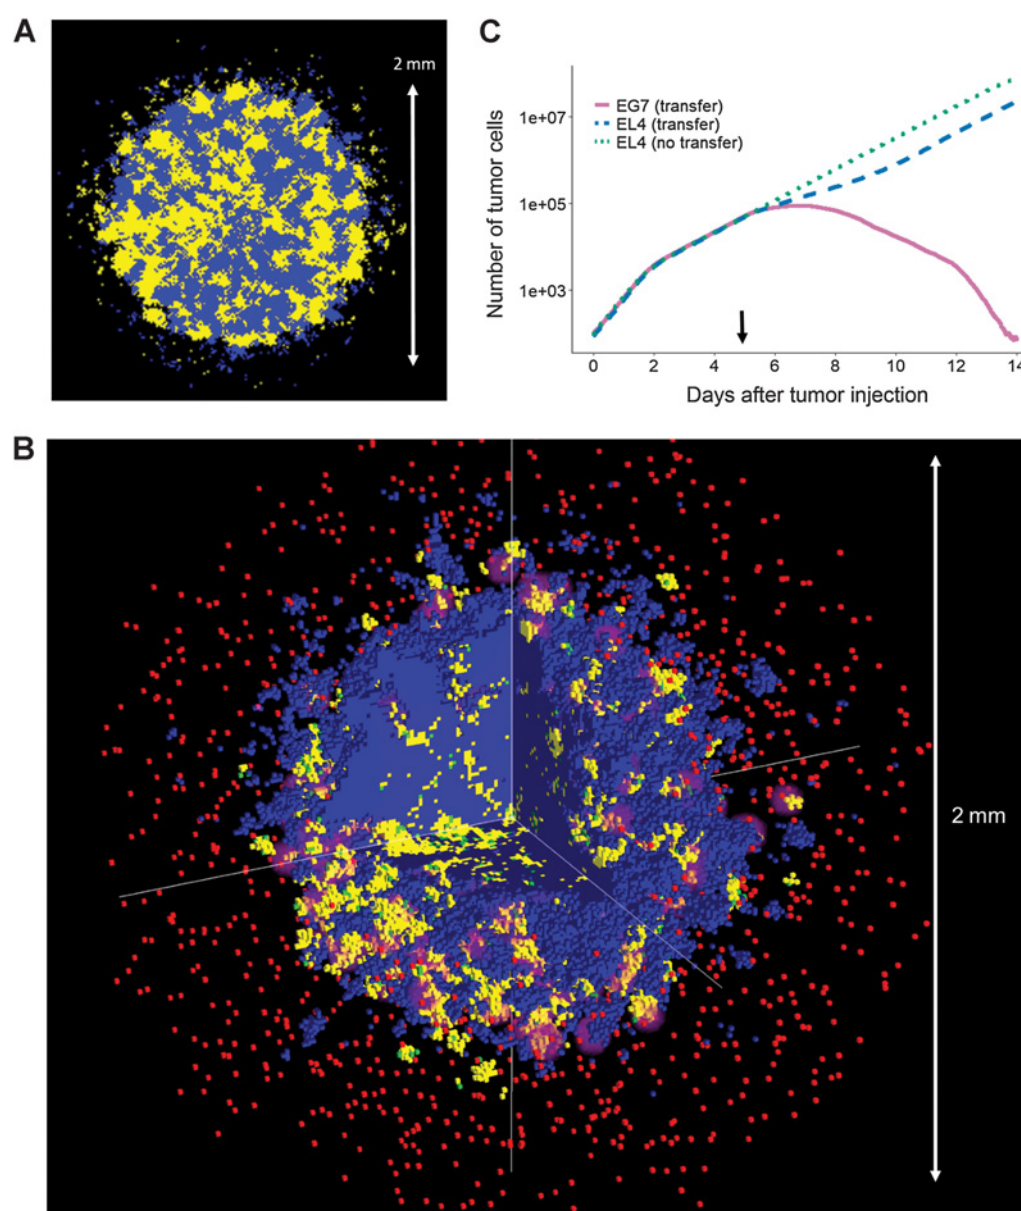 A
2 mm
C
EG7 (transfer)
EL4 (transfer)
EL4 (no transfer)
Number of tumor cells
1e+07
1e+05
1e+03
0 2 4 6 8 10 12 14
Days after tumor injection
B
2 mm